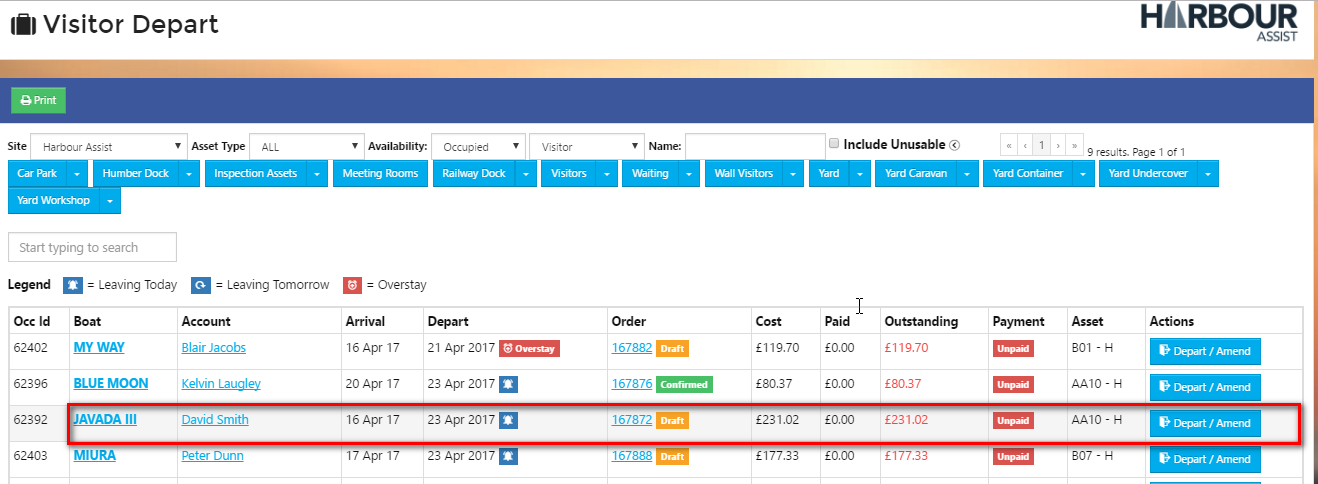 Visitor Depart
HARBOUR
ASSIST
Print
Site Harbour Assist Asset Type ALL Availability: Occupied Visitor Name: Include Unusable « ‹ 1 › » 9 results. Page 1 of 1
Car Park Humber Dock Inspection Assets Meeting Rooms Railway Dock Visitors Waiting Wall Visitors Yard Yard Caravan Yard Container Yard Undercover
Yard Workshop
Start typing to search
Legend = Leaving Today = Leaving Tomorrow = Overstay
Occ Id Boat Account Arrival Depart Order Cost Paid Outstanding Payment Asset Actions
62402 MY WAY Blair Jacobs 16 Apr 17 21 Apr 2017 Overstay 167882 Draft £119.70 £0.00 £119.70 Unpaid B01 - H Depart / Amend
62396 BLUE MOON Kelvin Laugley 20 Apr 17 23 Apr 2017 167876 Confirmed £80.37 £0.00 £80.37 Unpaid AA10 - H Depart / Amend
62392 JAVADA III David Smith 16 Apr 17 23 Apr 2017 167872 Draft £231.02 £0.00 £231.02 Unpaid AA10 - H Depart / Amend
62403 MIURA Peter Dunn 17 Apr 17 23 Apr 2017 167888 Draft £177.33 £0.00 £177.33 Unpaid B07 - H Depart / Amend